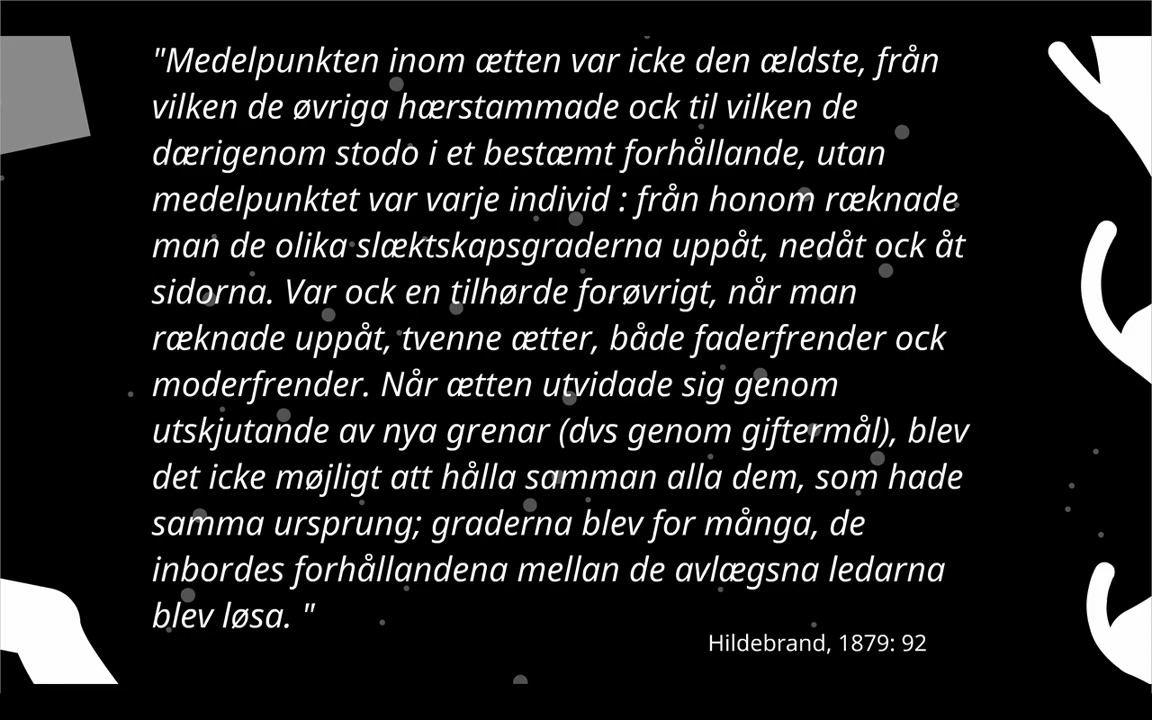 "Medelpunkten inom ætten var icke den ældste, från
vilken de øvriga hærstammade ock til vilken de
dærigenom stodo i et bestæmt forhållande, utan
medelpunktet var varje individ : från honom ræknade
man de olika slæktskapsgraderna uppåt, nedåt ock åt
sidorna. Var ock en tilhørde forøvrigt, når man
ræknade uppåt, tvenne ætter, både faderfrender ock
moderfrender. Når ætten utvidade sig genom
utskjutande av nya grenar (dvs genom giftermål), blev
det icke møjligt att hålla samman alla dem, som hade
samma ursprung; graderna blev for många, de
inbordes forhållandena mellan de avlægsna ledarna
blev løsa. "
Hildebrand, 1879: 92